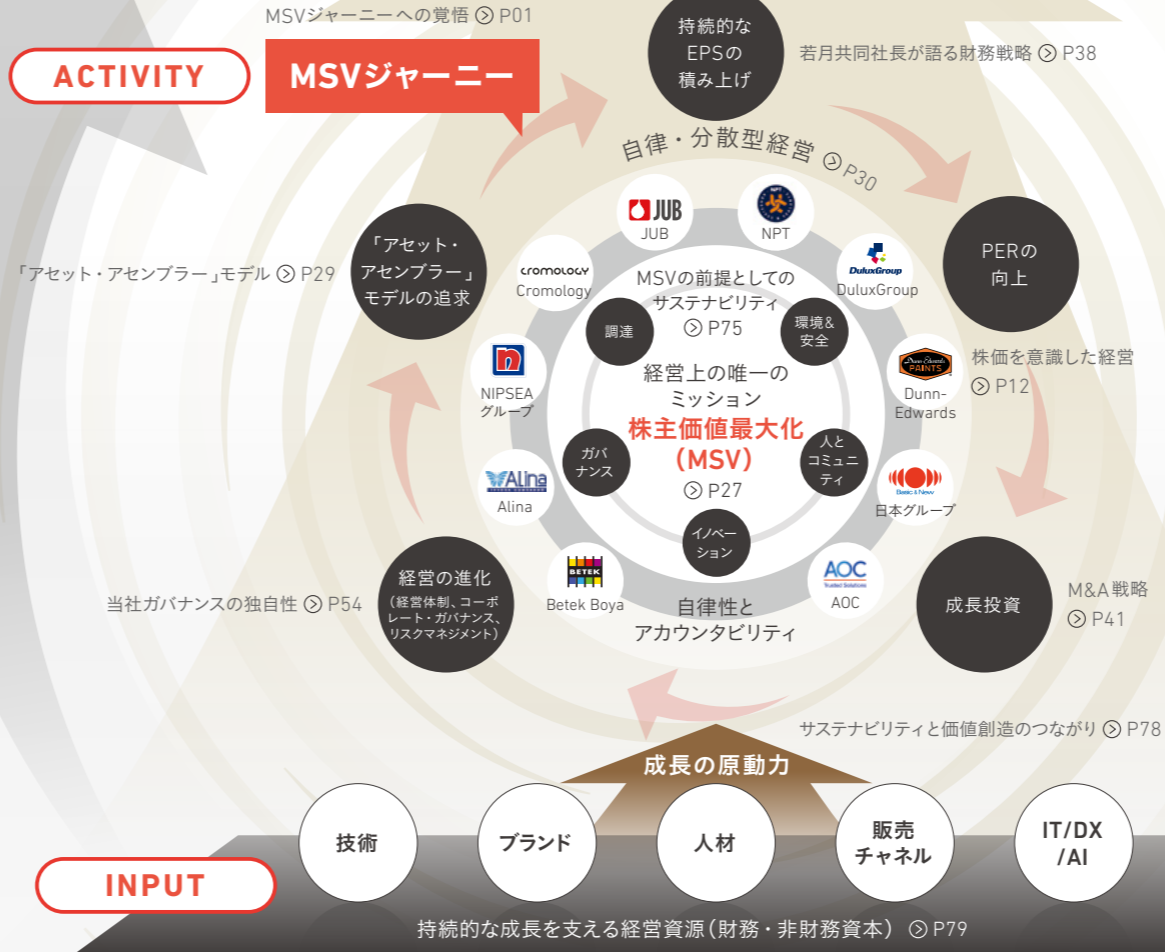 MSVジャーニーへの覚悟 P01
ACTIVITY
MSVジャーニー
持続的な
EPSの
積み上げ
若月共同社長が語る財務戦略 P38
自律・分散型経営 P30
「アセット・
アセンブラー」
モデルの追求
「アセット・アセンブラー」モデル P29
PERの
向上
株価を意識した経営
P12
JUB
JUB
NPT
NPT
cromology
Cromology
DuluxGroup
DuluxGroup
NIPSEA
グループ
Dunn-Edwards
PAINTS
Dunn-
Edwards
Alina
Alina
Basic & New
日本グループ
BETEK
Betek Boya
AOC
Trusted Solutions
AOC
MSVの前提としての
サステナビリティ
P75
調達
環境&
安全
経営上の唯一の
ミッション
株主価値最大化
(MSV)
P27
ガバ
ナンス
人と
コミュニ
ティ
イノベー
ション
自律性と
アカウンタビリティ
経営の進化
(経営体制、コーポ
レート・ガバナンス、
リスクマネジメント)
当社ガバナンスの独自性 P54
成長投資
M&A戦略
P41
サステナビリティと価値創造のつながり P78
成長の原動力
技術
ブランド
人材
販売
チャネル
IT/DX
/AI
INPUT
持続的な成長を支える経営資源(財務・非財務資本) P79